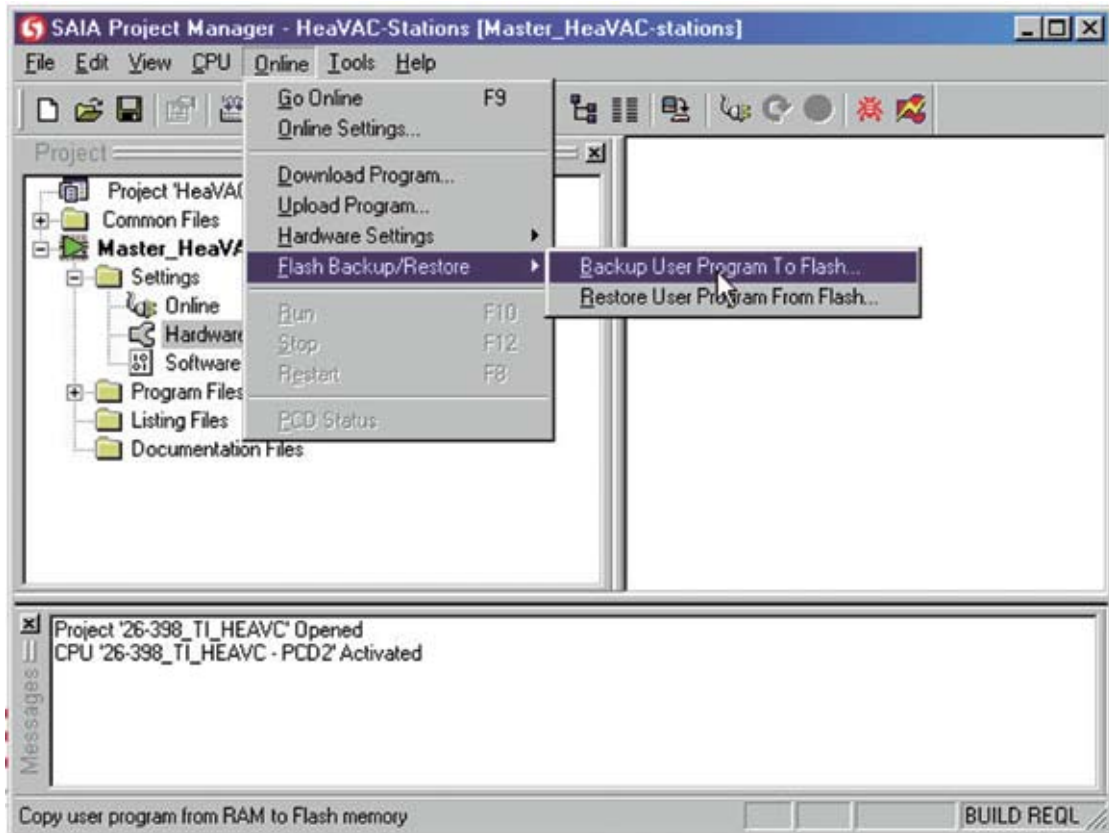 SAIA Project Manager - HeaVAC-Stations [Master_HeaVAC-stations]
File Edit View CPU Online Tools Help
Go Online F9
Online Settings...
Download Program...
Upload Program...
Hardware Settings
Flash Backup/Restore
Run F10
Stop F12
Restart F8
PCD Status
Backup User Program To Flash...
Restore User Program From Flash...
Project
Project 'HeaVA
Common Files
Master_HeaVA
Settings
Online
Hardware
Software
Program Files
Listing Files
Documentation Files
Messages
Project '26-398_TI_HEAVC' Opened
CPU '26-398_TI_HEAVC - PCD2' Activated
Copy user program from RAM to Flash memory
BUILD REQL